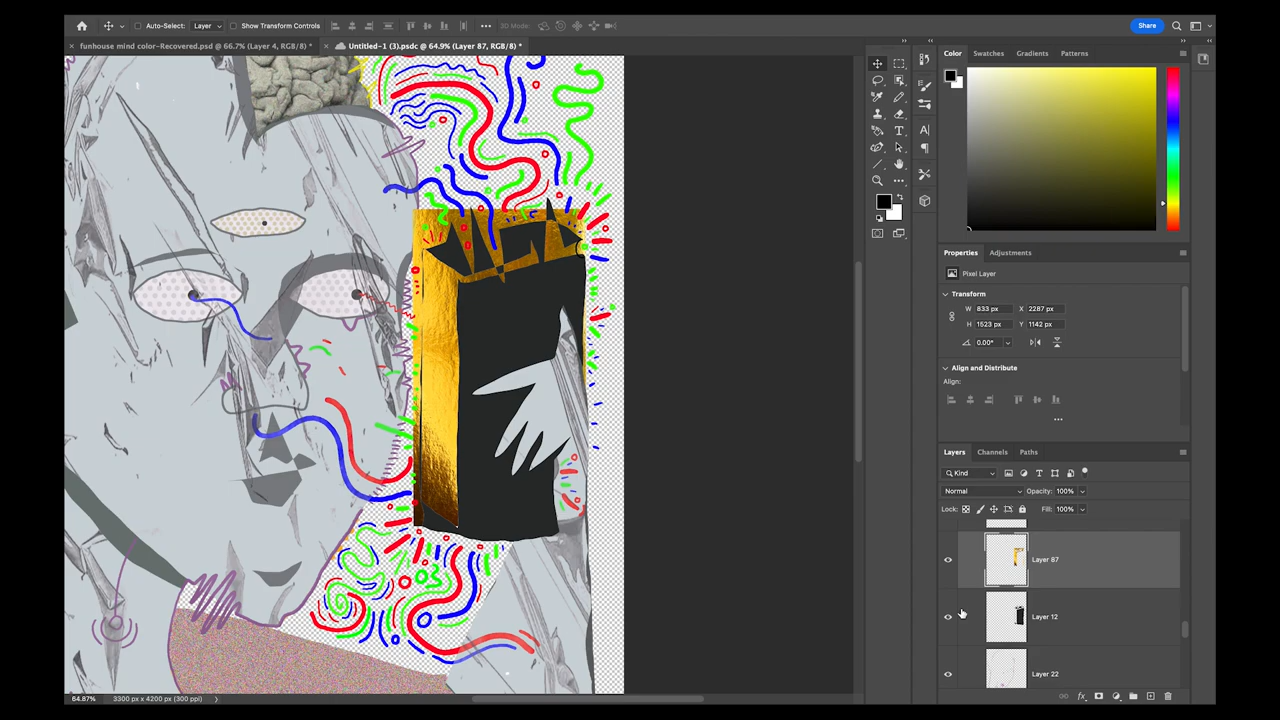 Auto-Select: Layer Show Transform Controls 3D Mode: Share
× funhouse mind color-Recovered.psd @ 66.7% (Layer 4, RGB/8) * × Untitled-1 (3).psdc @ 64.9% (Layer 87, RGB/8) *
Color Swatches Gradients Patterns
Properties Adjustments
Pixel Layer
Transform
W 833 px X 2287 px
H 1523 px Y 1142 px
0.00°
Align and Distribute
Align:
Layers Channels Paths
Kind
Normal Opacity: 100%
Lock: Fill: 100%
Layer 87
Layer 12
Layer 22
64.87% 3300 px x 4200 px (300 ppi)